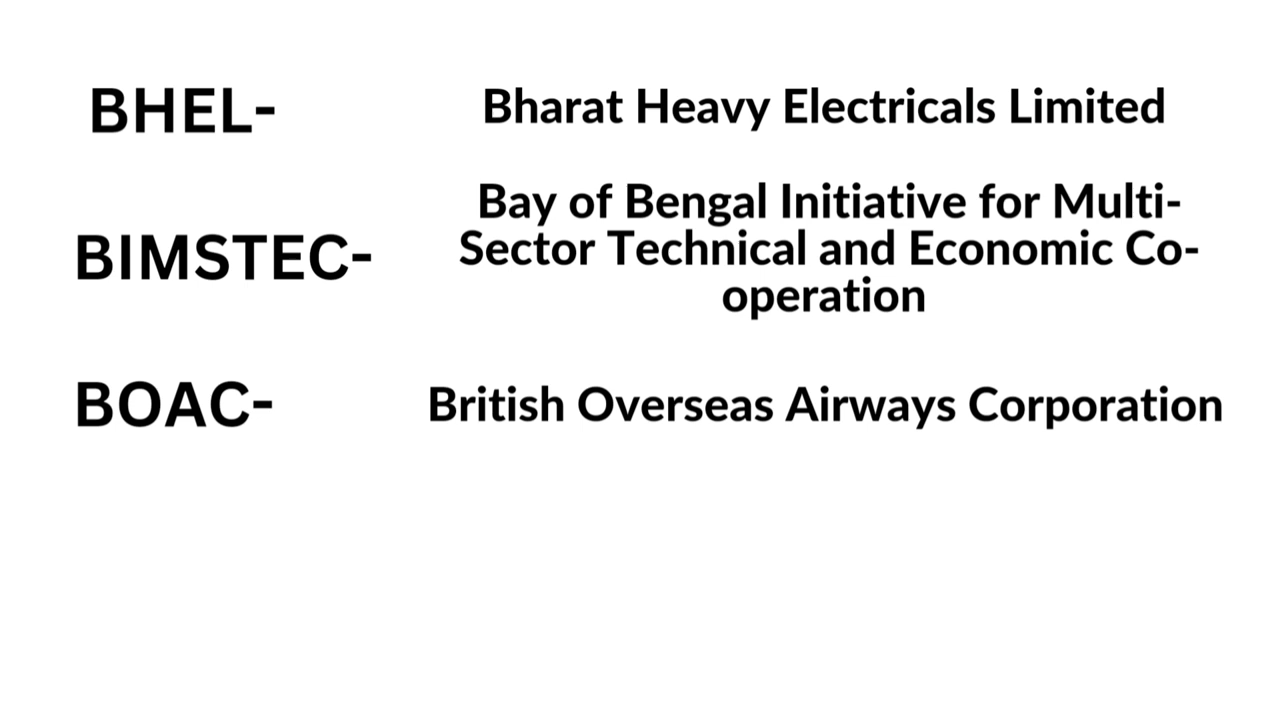 BHEL- Bharat Heavy Electricals Limited
Bay of Bengal Initiative for Multi-
BIMSTEC- Sector Technical and Economic Co-
operation
BOAC- British Overseas Airways Corporation